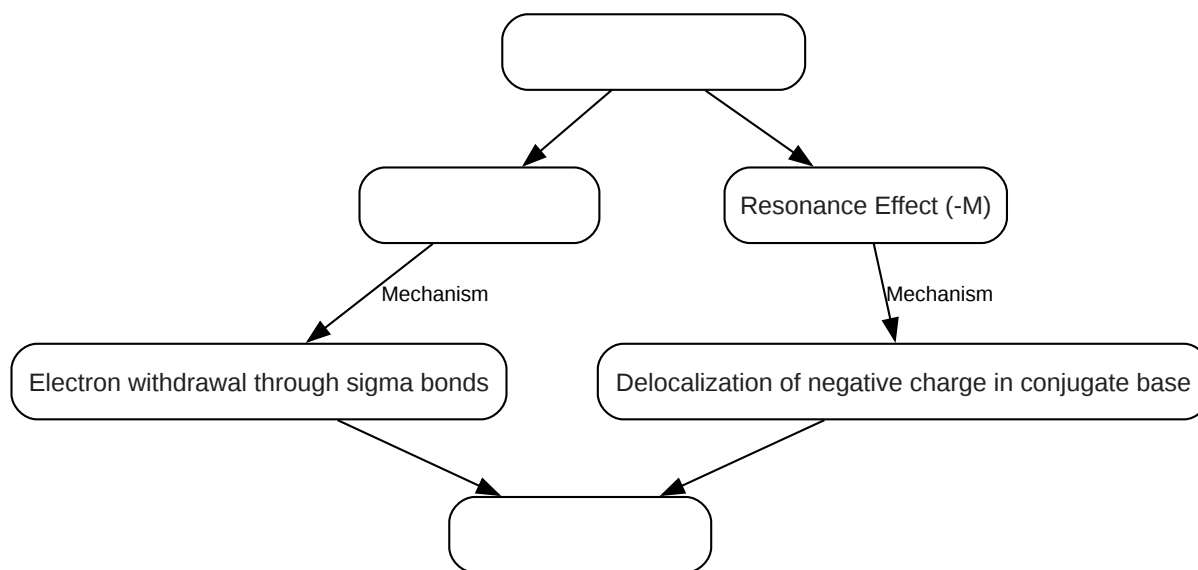 Resonance Effect (-M)
Mechanism
Mechanism
Electron withdrawal through sigma bonds
Delocalization of negative charge in conjugate base